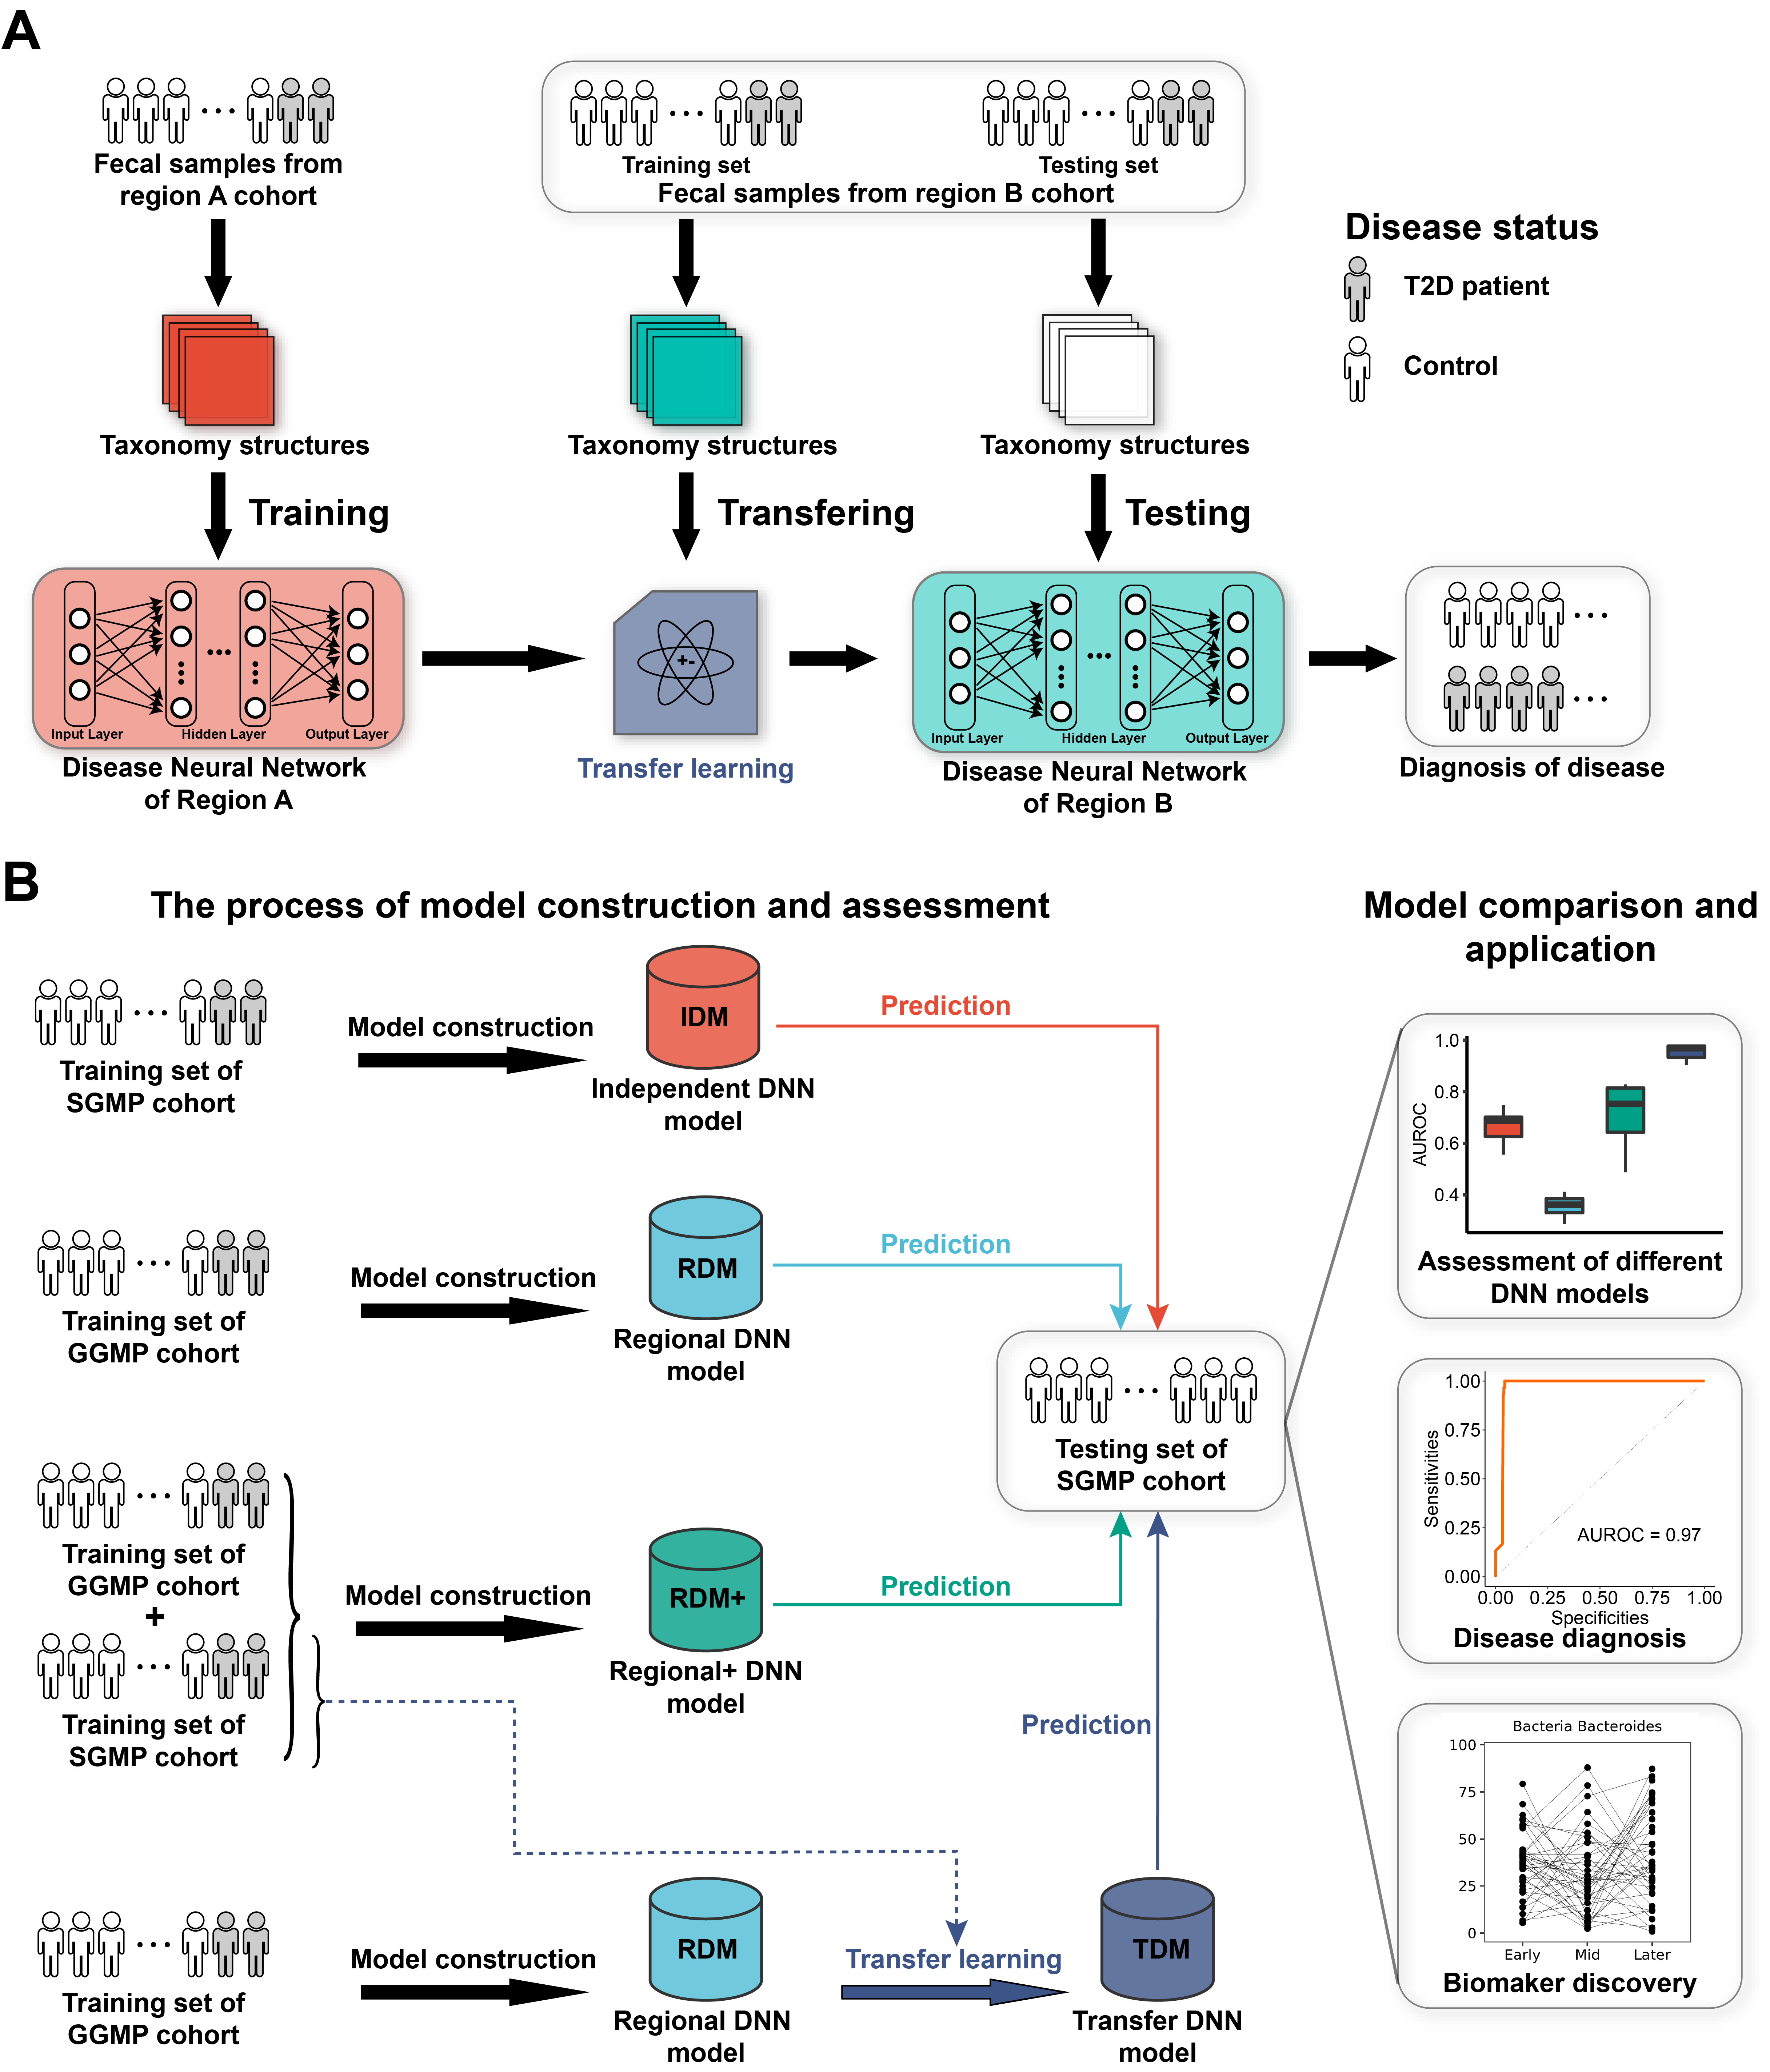 A
Fecal samples from
region A cohort
Training set
Testing set
Fecal samples from region B cohort
Disease status
T2D patient
Control
Taxonomy structures
Taxonomy structures
Taxonomy structures
Training
Transfering
Testing
Input Layer
Hidden Layer
Output Layer
Disease Neural Network
of Region A
+-
Transfer learning
Input Layer
Hidden Layer
Output Layer
Disease Neural Network
of Region B
Diagnosis of disease
B
The process of model construction and assessment
Model comparison and
application
Training set of
SGMP cohort
Model construction
IDM
Independent DNN
model
Prediction
Training set of
GGMP cohort
Model construction
RDM
Regional DNN
model
Prediction
Testing set of
SGMP cohort
Training set of
GGMP cohort
+
Training set of
SGMP cohort
Model construction
RDM+
Regional+ DNN
model
Prediction
Prediction
Training set of
GGMP cohort
Model construction
RDM
Regional DNN
model
Transfer learning
TDM
Transfer DNN
model
1.0
0.8
0.6
0.4
AUROC
Assessment of different
DNN models
1.00
0.75
0.50
0.25
0.00
Sensitivities
AUROC = 0.97
0.00 0.25 0.50 0.75 1.00
Specificities
Disease diagnosis
Bacteria Bacteroides
100
75
50
25
0
Early Mid Later
Biomaker discovery